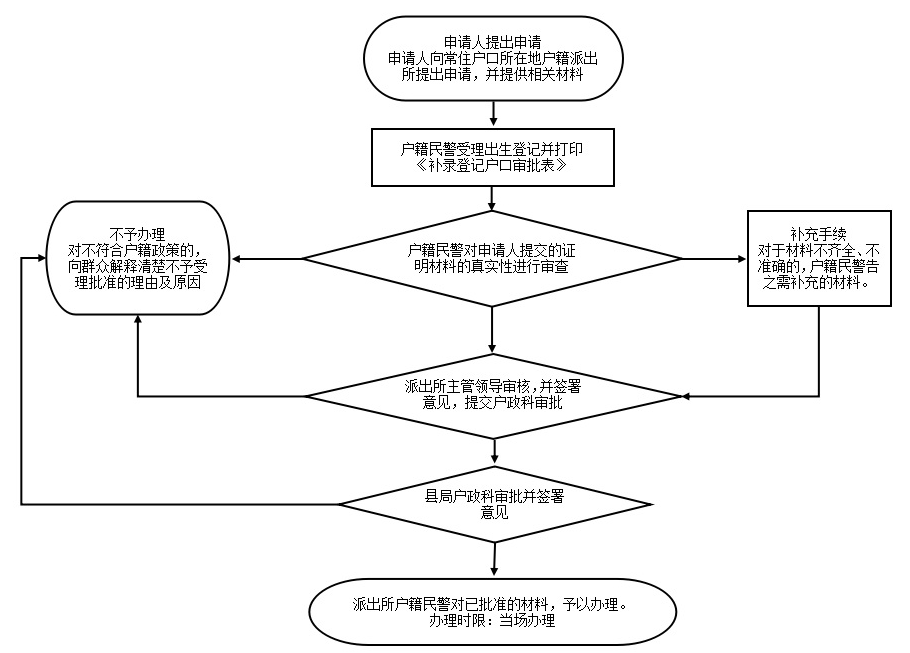 申请人提出申请
申请人向常住户口所在地户籍派出
所提出申请，并提供相关材料
户籍民警受理出生登记并打印
《补录登记户口审批表》
不予办理
对不符合户籍政策的，
向群众解释清楚不予受
理批准的理由及原因
户籍民警对申请人提交的证
明材料的真实性进行审查
补充手续
对于材料不齐全、不
准确的，户籍民警告
之需补充的材料。
派出所主管领导审核，并签署
意见，提交户政科审批
县局户政科审批并签署
意见
派出所户籍民警对已批准的材料，予以办理。
办理时限：当场办理